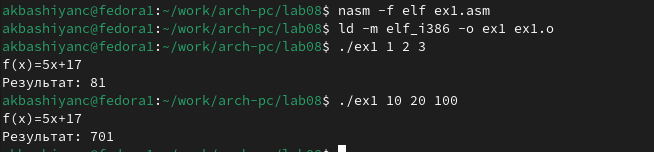 akbashiyanc@fedora1:~/work/arch-pc/lab08$ nasm -f elf ex1.asm
akbashiyanc@fedora1:~/work/arch-pc/lab08$ ld -m elf_i386 -o ex1 ex1.o
akbashiyanc@fedora1:~/work/arch-pc/lab08$ ./ex1 1 2 3
f(x)=5x+17
Результат: 81
akbashiyanc@fedora1:~/work/arch-pc/lab08$ ./ex1 10 20 100
f(x)=5x+17
Результат: 701
akbashiyanc@fedora1:~/work/arch-pc/lab08$